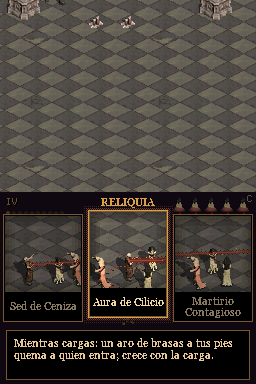 IV
RELIQUIA
C
Sed de Ceniza
Aura de Cilicio
Martirio
Contagioso
Mientras cargas: un aro de brasas a tus pies
quema a quien entra; crece con la carga.